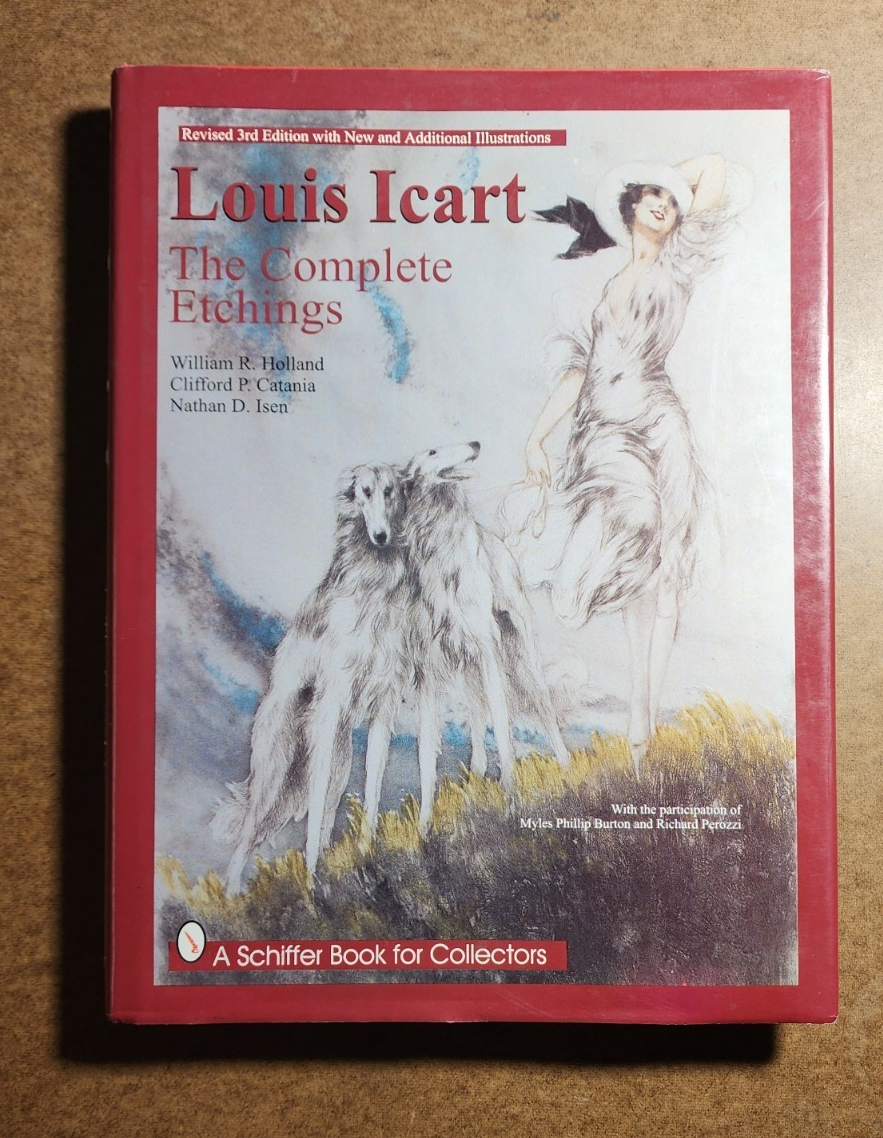 Revised 3rd Edition with New and Additional Illustrations
Louis Icart
The Complete
Etchings
William R. Holland
Clifford P. Catania
Nathan D. Isen
With the participation of
Myles Phillip Burton and Richard Perozzi
A Schiffer Book for Collectors